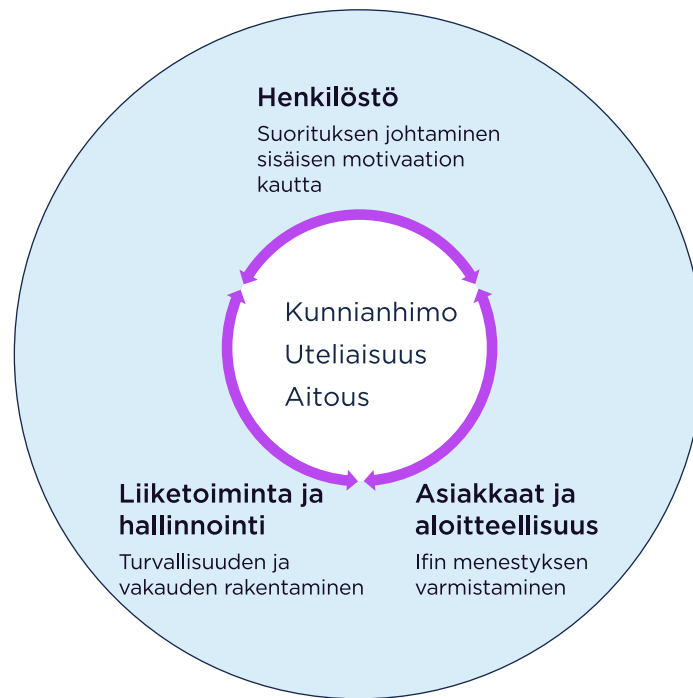 Henkilöstö
Suorituksen johtaminen
sisäisen motivaation
kautta
Kunnianhimo
Uteliaisuus
Aitous
Liiketoiminta ja
hallinnointi
Turvallisuuden ja
vakauden rakentaminen
Asiakkaat ja
aloitteellisuus
Ifin menestyksen
varmistaminen